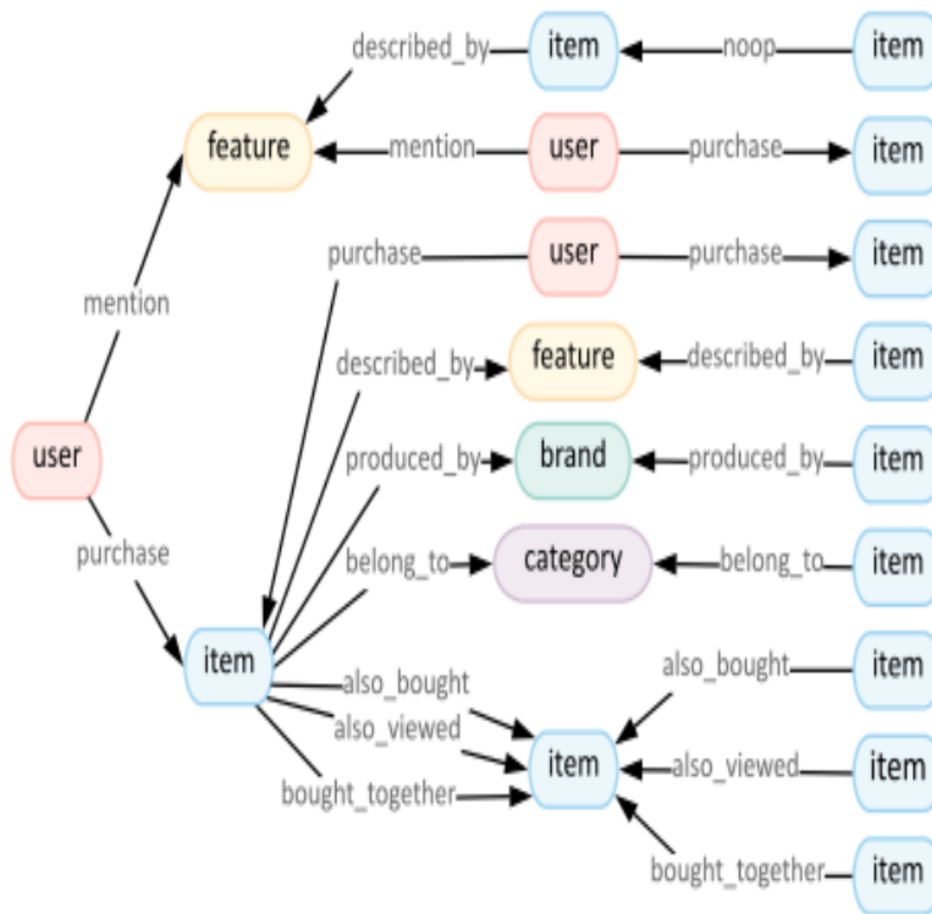 described_by item noop item
feature mention user purchase item
purchase user purchase item
mention
described_by feature described_by item
user produced_by brand produced_by item
purchase belong_to category belong_to item
item also_bought also_bought item
also_viewed
item also_viewed item
bought_together
bought_together item